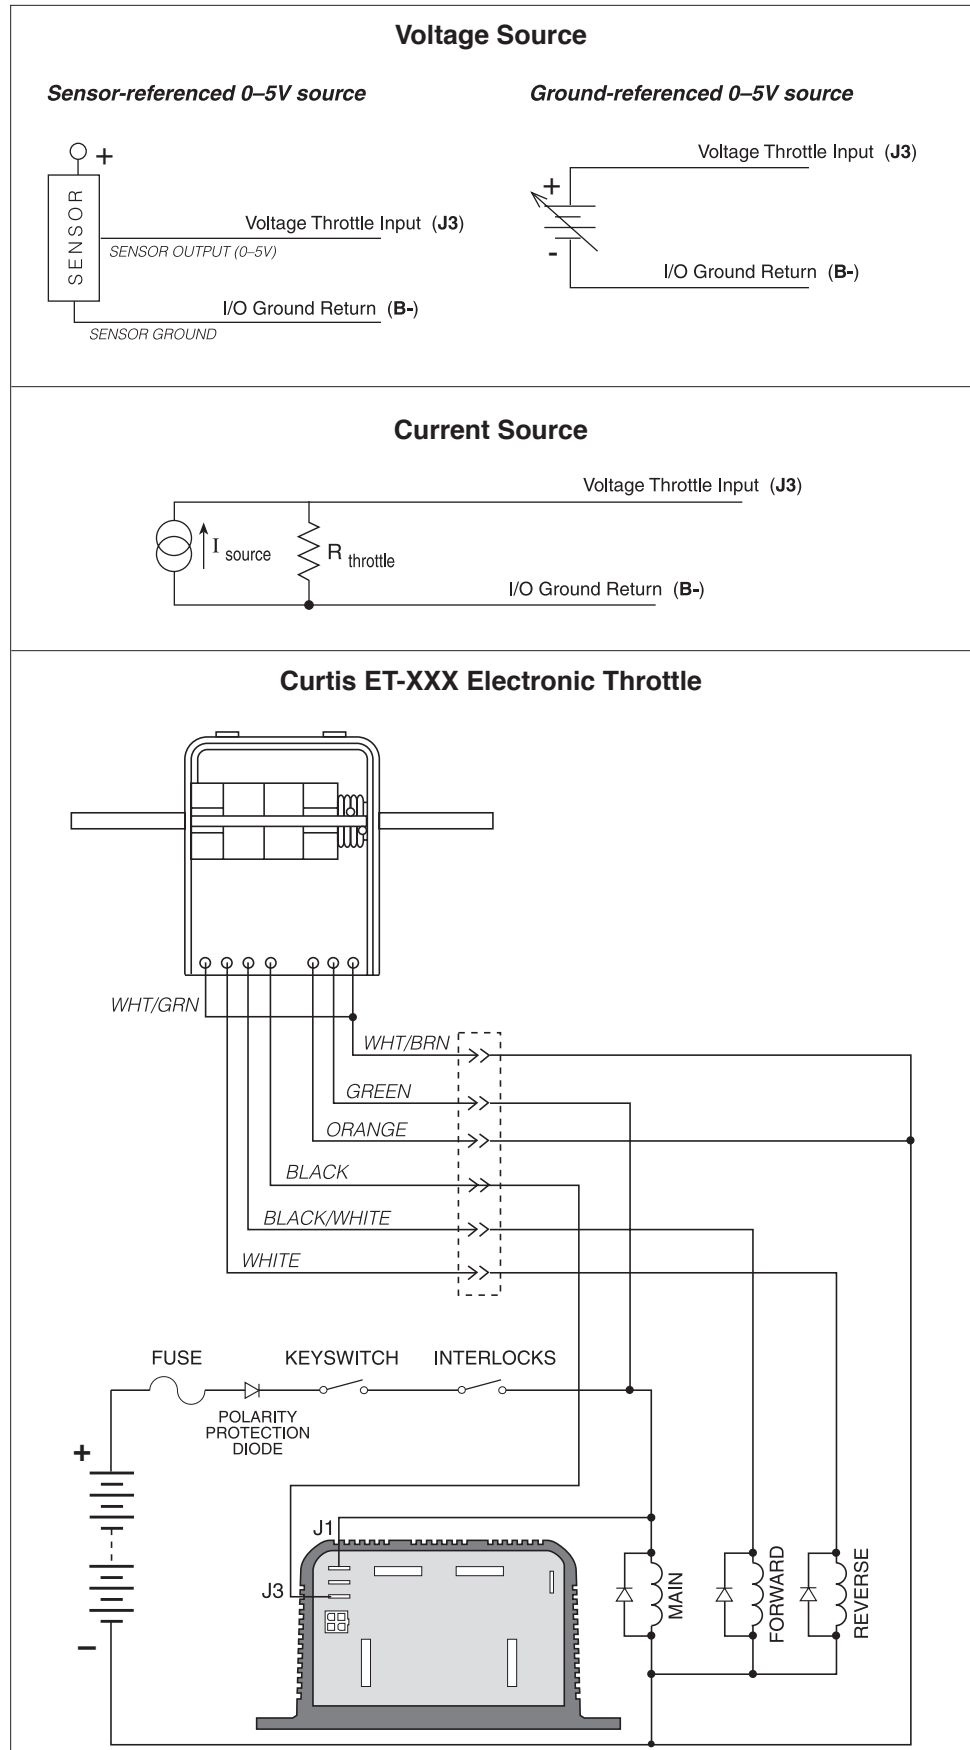 Voltage Source
Sensor-referenced 0–5V source
Ground-referenced 0–5V source
+
SENSOR
Voltage Throttle Input (J3)
SENSOR OUTPUT (0–5V)
I/O Ground Return (B-)
SENSOR GROUND
Voltage Throttle Input (J3)
+
-
I/O Ground Return (B-)
Current Source
Voltage Throttle Input (J3)
I source
R throttle
I/O Ground Return (B-)
Curtis ET-XXX Electronic Throttle
WHT/GRN
WHT/BRN
GREEN
ORANGE
BLACK
BLACK/WHITE
WHITE
FUSE
KEYSWITCH
INTERLOCKS
POLARITY
PROTECTION
DIODE
+
–
J1
J3
MAIN
FORWARD
REVERSE